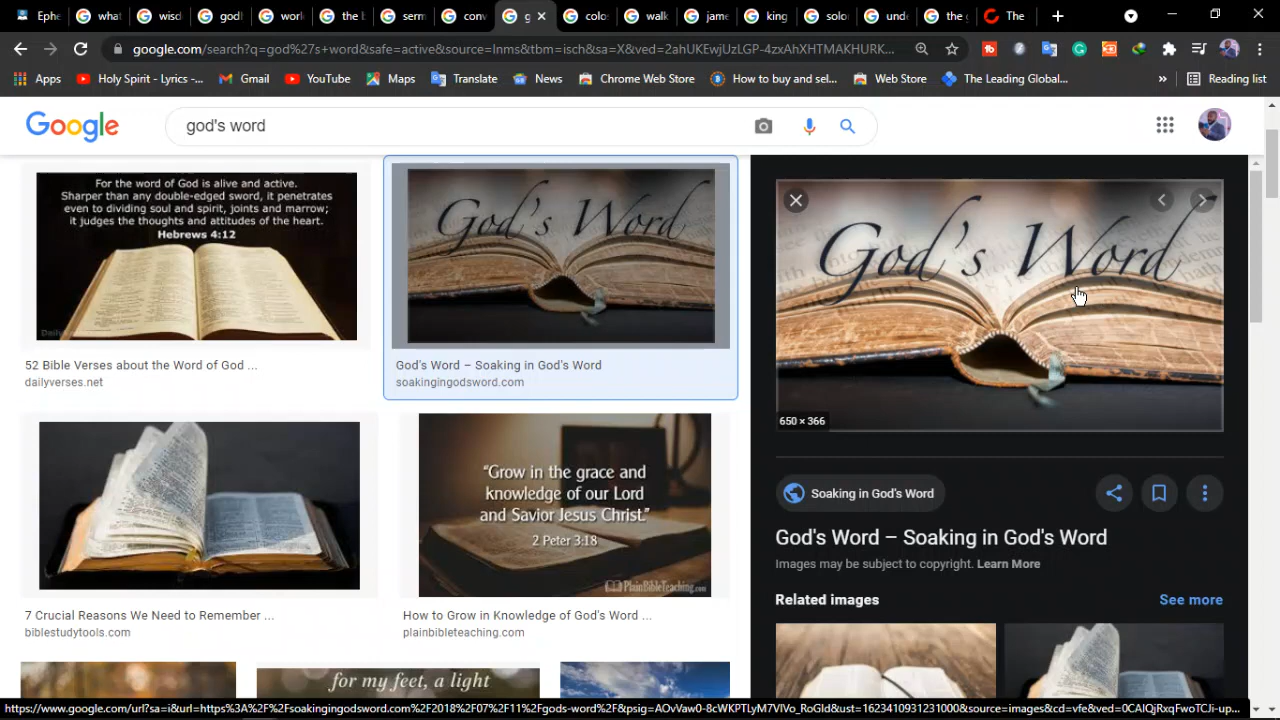 Ephe
what
wisd
godl
work
the l
serm
conv
g
colo
walk
jame
king
solo
unde
the g
The
google.com/search?q=god%27s+word&safe=active&source=lnms&tbm=isch&sa=X&ved=2ahUKEwjUzLGP-4zxAhXHTMAKHURK...
Apps
Holy Spirit - Lyrics -...
Gmail
YouTube
Maps
Translate
News
Chrome Web Store
How to Buy and sel...
Web Store
The Leading Global...
»
Reading list
Google
god's word
For the word of God is alive and active.
Sharper than any double-edged sword, it penetrates
even to dividing soul and spirit, joints and marrow;
it judges the thoughts and attitudes of the heart.
Hebrews 4:12
52 Bible Verses about the Word of God ...
dailyverses.net
God's Word
God's Word – Soaking in God's Word
soakingingodsword.com
7 Crucial Reasons We Need to Remember ...
biblestudytools.com
“Grow in the grace and
knowledge of our Lord
and Savior Jesus Christ.”
2 Peter 3:18
PlainBibleTeaching.com
How to Grow in Knowledge of God's Word ...
plainbibleteaching.com
for my feet, a light
God's Word
650 × 366
Soaking in God's Word
God's Word – Soaking in God's Word
Images may be subject to copyright. Learn More
Related images
See more